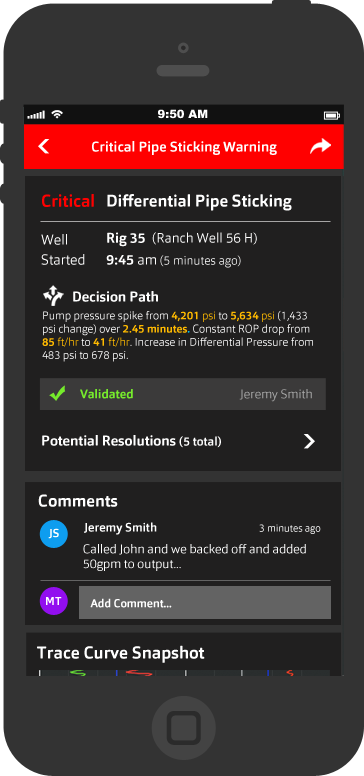 9:50 AM
Critical Pipe Sticking Warning
Critical Differential Pipe Sticking
Well Rig 35 (Ranch Well 56 H)
Started 9:45 am (5 minutes ago)
Decision Path
Pump pressure spike from 4,201 psi to 5,634 psi (1,433
psi change) over 2.45 minutes. Constant ROP drop from
85 ft/hr to 41 ft/hr. Increase in Differential Pressure from
483 psi to 678 psi.
Validated Jeremy Smith
Potential Resolutions (5 total)
Comments
JS Jeremy Smith 3 minutes ago
Called John and we backed off and added
50gpm to output...
MT Add Comment...
Trace Curve Snapshot